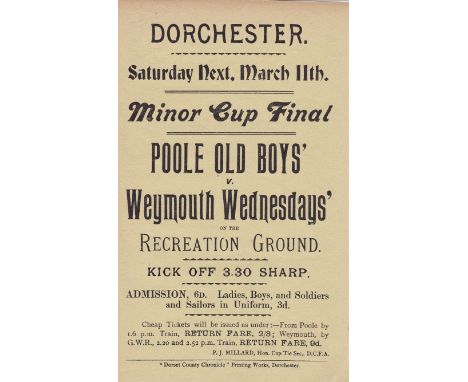 DORCHESTER.
Saturday Next, March 11th.
Minor Cup Final
POOLE OLD BOYS'
V.
Weymouth Wednesdays'
ON THE
RECREATION GROUND.
KICK OFF 3.30 SHARP.
ADMISSION, 6D. Ladies, Boys, and Soldiers
and Sailors in Uniform, 3d.
Cheap Tickets will be issued as under:—From Poole by
1.6 p.m. Train, RETURN FARE, 2/8; Weymouth, by
G.W.R., 2.20 and 2.52 p.m. Train, RETURN FARE, 9d.
P. J. MILLARD, Hon. Cup Tie Sec., D.C.F.A.
"Dorset County Chronicle" Printing Works, Dorchester.